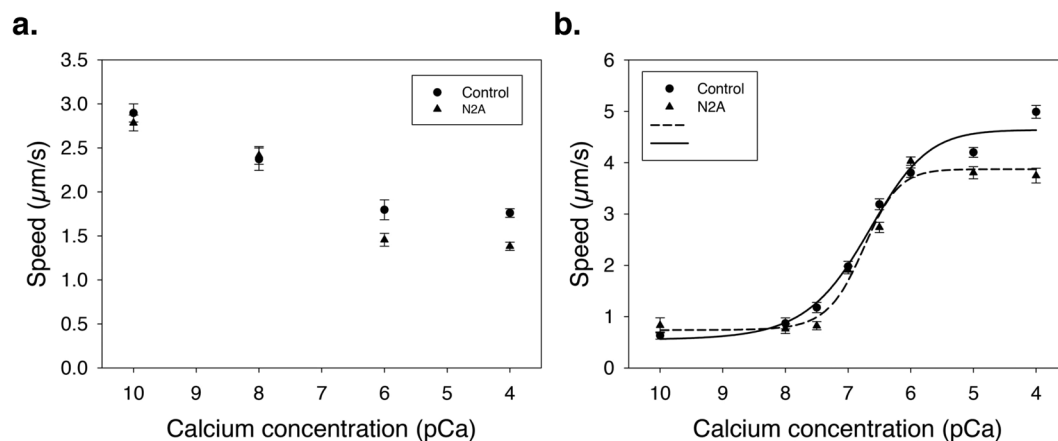 a.
3.5
3.0
2.5
2.0
1.5
1.0
0.5
0.0
Speed (µm/s)
Control
N2A
10 9 8 7 6 5 4
Calcium concentration (pCa)
b.
6
5
4
3
2
1
0
Speed (µm/s)
Control
N2A
10 9 8 7 6 5 4
Calcium concentration (pCa)